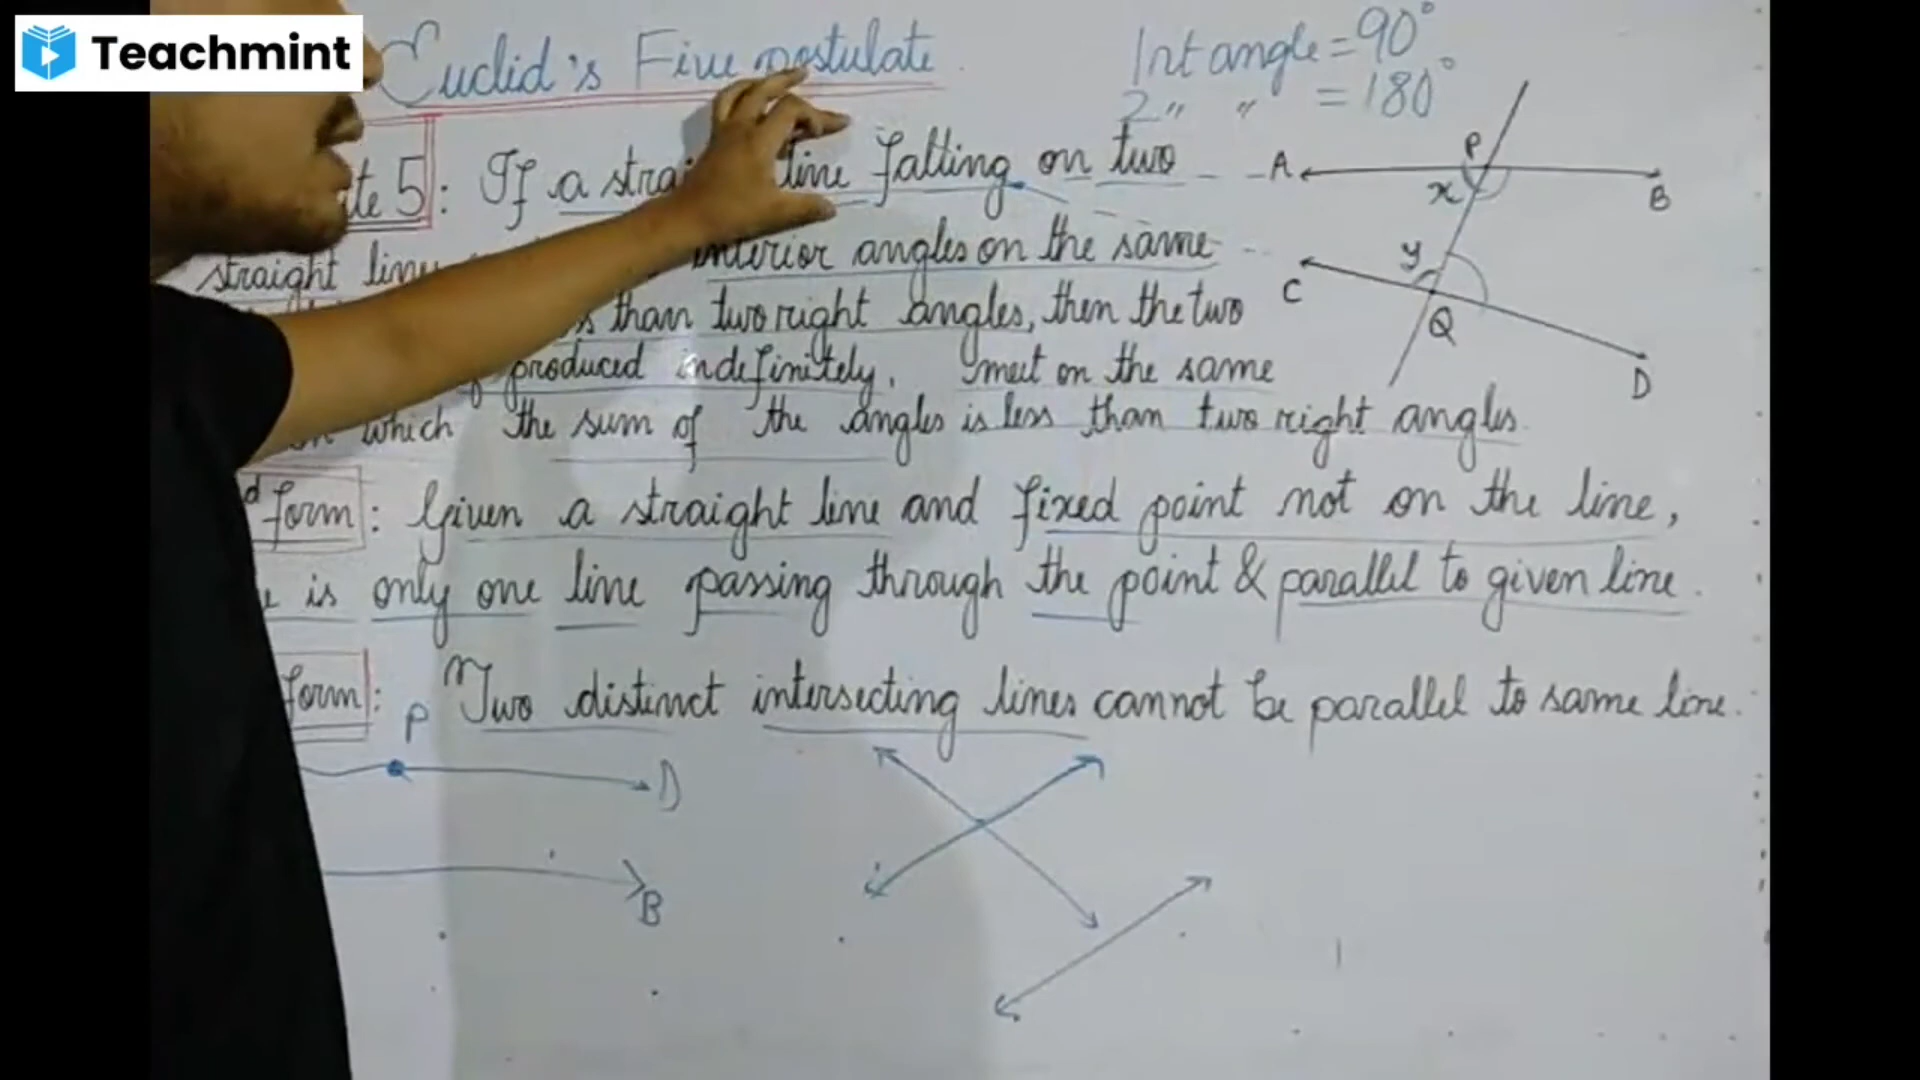 Teachmint
Euclid's Five postulate
Int angle = 90°
2 " " = 180°
5: If a line falling on two
straight line interior angles on the same
than two right angles, then the two
produced indefinitely, meet on the same
which the sum of the angles is less than two right angles.
form: Given a straight line and fixed point not on the line,
is only one line passing through the point & parallel to given line.
form: Two distinct intersecting lines cannot be parallel to same line.
A P B
x
y
C Q D
P D
B